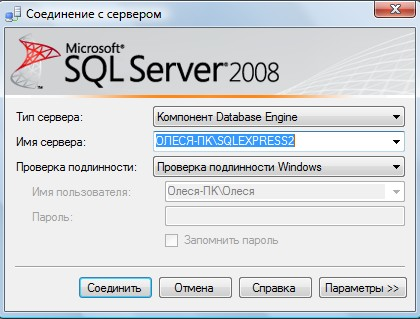 Соединение с сервером
Microsoft
SQL Server 2008
Тип сервера: Компонент Database Engine
Имя сервера: ОЛЕСЯ-ПК\SQLEXPRESS2
Проверка подлинности: Проверка подлинности Windows
Имя пользователя: Олеся-ПК\Олеся
Пароль:
Запомнить пароль
Соединить Отмена Справка Параметры >>